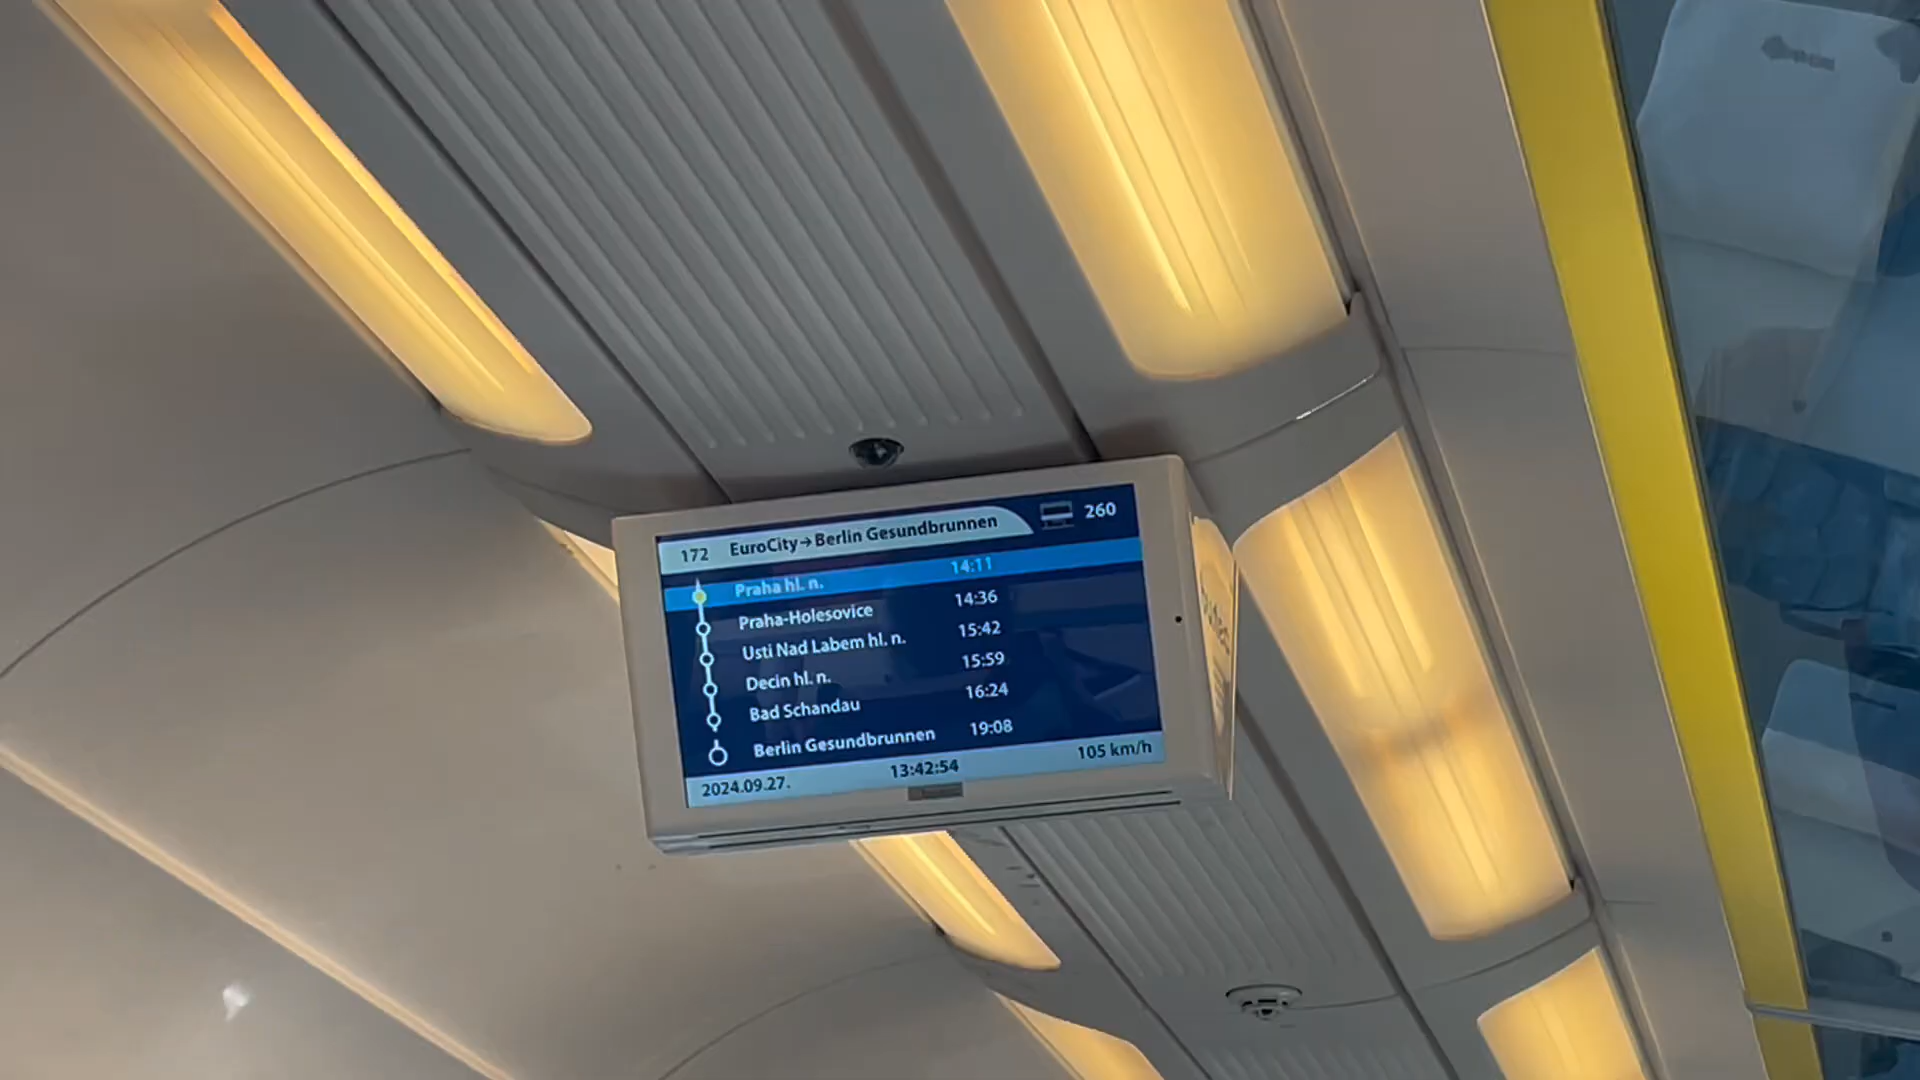 172 EuroCity→Berlin Gesundbrunnen 260
Praha hl. n. 14:11
Praha-Holesovice 14:36
Usti Nad Labem hl. n. 15:42
Decin hl. n. 15:59
Bad Schandau 16:24
Berlin Gesundbrunnen 19:08
2024.09.27. 13:42:54 105 km/h